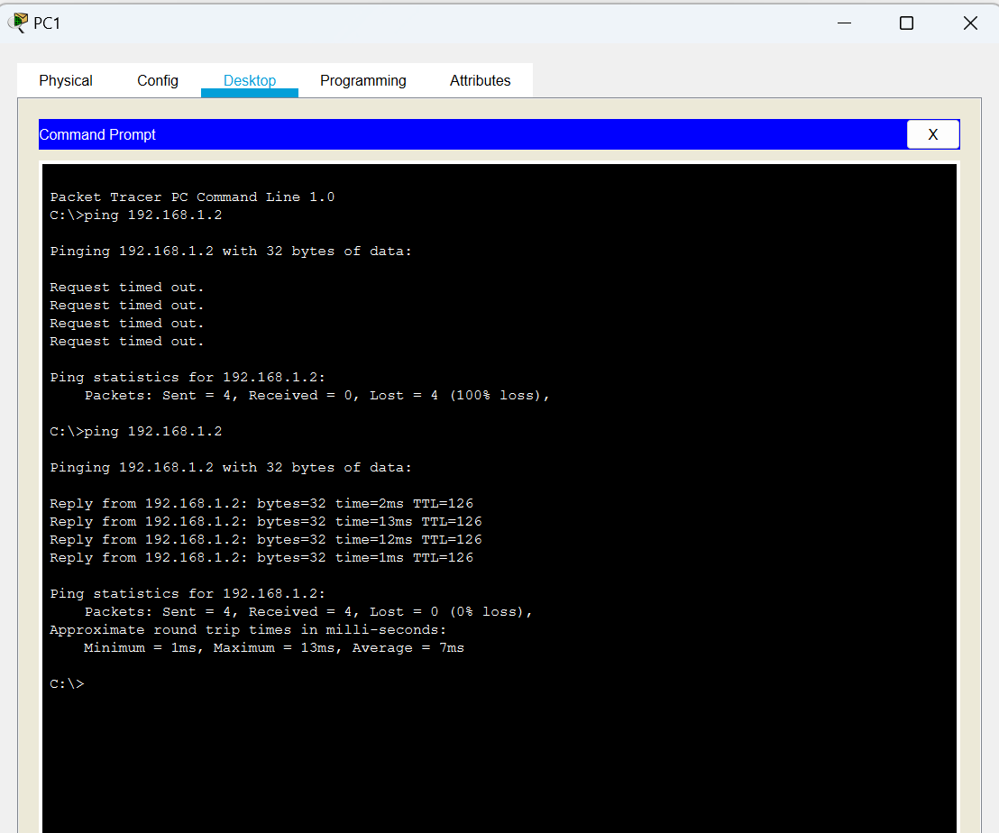 PC1
Physical Config Desktop Programming Attributes
Command Prompt X
Packet Tracer PC Command Line 1.0
C:\>ping 192.168.1.2
Pinging 192.168.1.2 with 32 bytes of data:
Request timed out.
Request timed out.
Request timed out.
Request timed out.
Ping statistics for 192.168.1.2:
    Packets: Sent = 4, Received = 0, Lost = 4 (100% loss),
C:\>ping 192.168.1.2
Pinging 192.168.1.2 with 32 bytes of data:
Reply from 192.168.1.2: bytes=32 time=2ms TTL=126
Reply from 192.168.1.2: bytes=32 time=13ms TTL=126
Reply from 192.168.1.2: bytes=32 time=12ms TTL=126
Reply from 192.168.1.2: bytes=32 time=1ms TTL=126
Ping statistics for 192.168.1.2:
    Packets: Sent = 4, Received = 4, Lost = 0 (0% loss),
Approximate round trip times in milli-seconds:
    Minimum = 1ms, Maximum = 13ms, Average = 7ms
C:\>